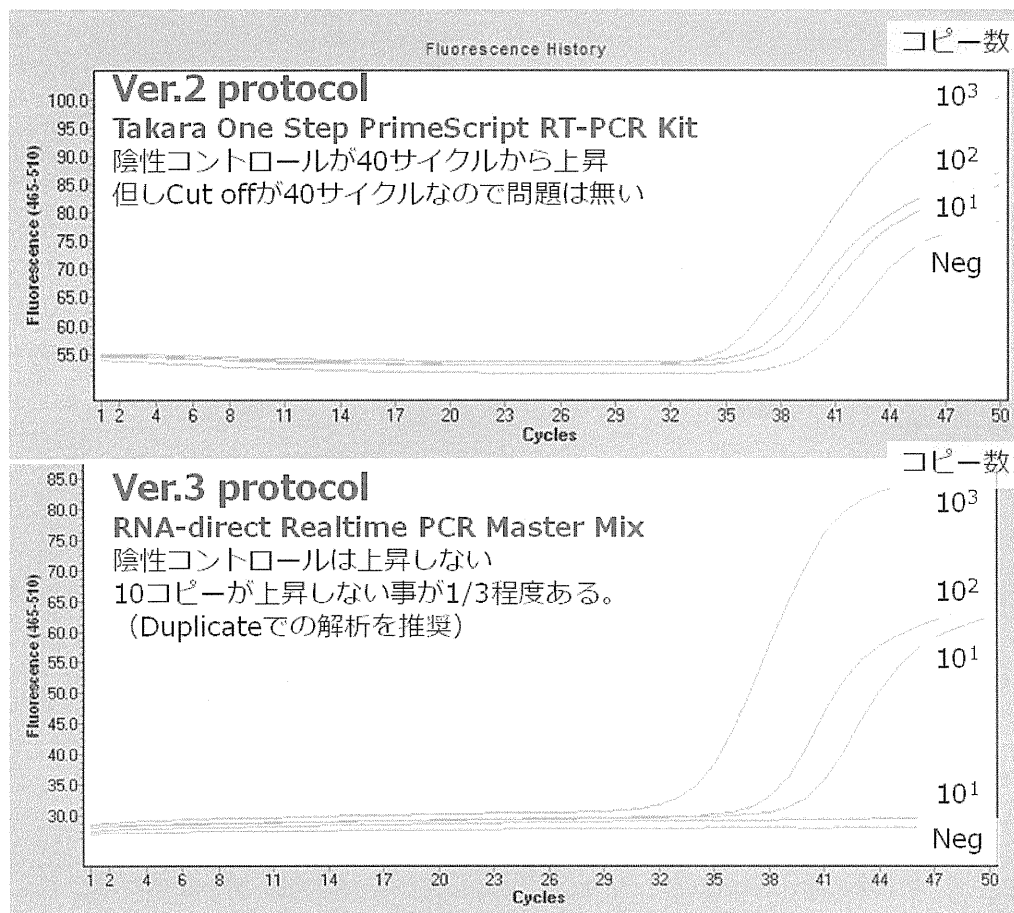 コピー数
Fluorescence History
Ver.2 protocol
Takara One Step PrimeScript RT-PCR Kit
陰性コントロールが40サイクルから上昇
但しCut offが40サイクルなので問題は無い
10³
10²
10¹
Neg
Fluorescence (465-510)
100.0
95.0
90.0
85.0
80.0
75.0
70.0
65.0
60.0
55.0
1 2 4 6 8 11 14 17 20 23 26 29 32 35 38 41 44 47 50
Cycles
コピー数
Ver.3 protocol
RNA-direct Realtime PCR Master Mix
陰性コントロールは上昇しない
10コピーが上昇しない事が1/3程度ある。
（Duplicateでの解析を推奨）
10³
10²
10¹
10¹
Neg
Fluorescence (465-510)
85.0
80.0
75.0
70.0
65.0
60.0
55.0
50.0
45.0
40.0
35.0
30.0
1 2 4 6 8 11 14 17 20 23 26 29 32 35 38 41 44 47 50
Cycles